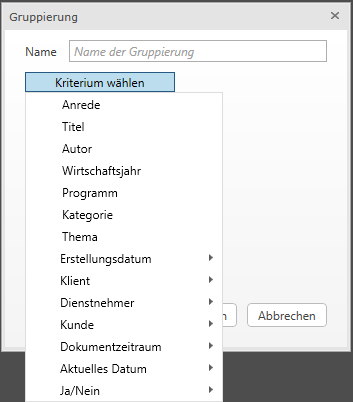 Gruppierung
Name Name der Gruppierung
Kriterium wählen
Anrede
Titel
Autor
Wirtschaftsjahr
Programm
Kategorie
Thema
Erstellungsdatum
Klient
Dienstnehmer
Kunde
Dokumentzeitraum
Aktuelles Datum
Ja/Nein
Abbrechen